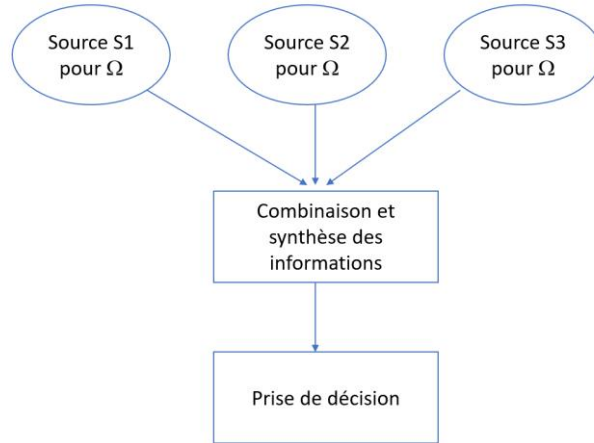 Source S1
pour Ω
Source S2
pour Ω
Source S3
pour Ω
Combinaison et
synthèse des
informations
Prise de décision